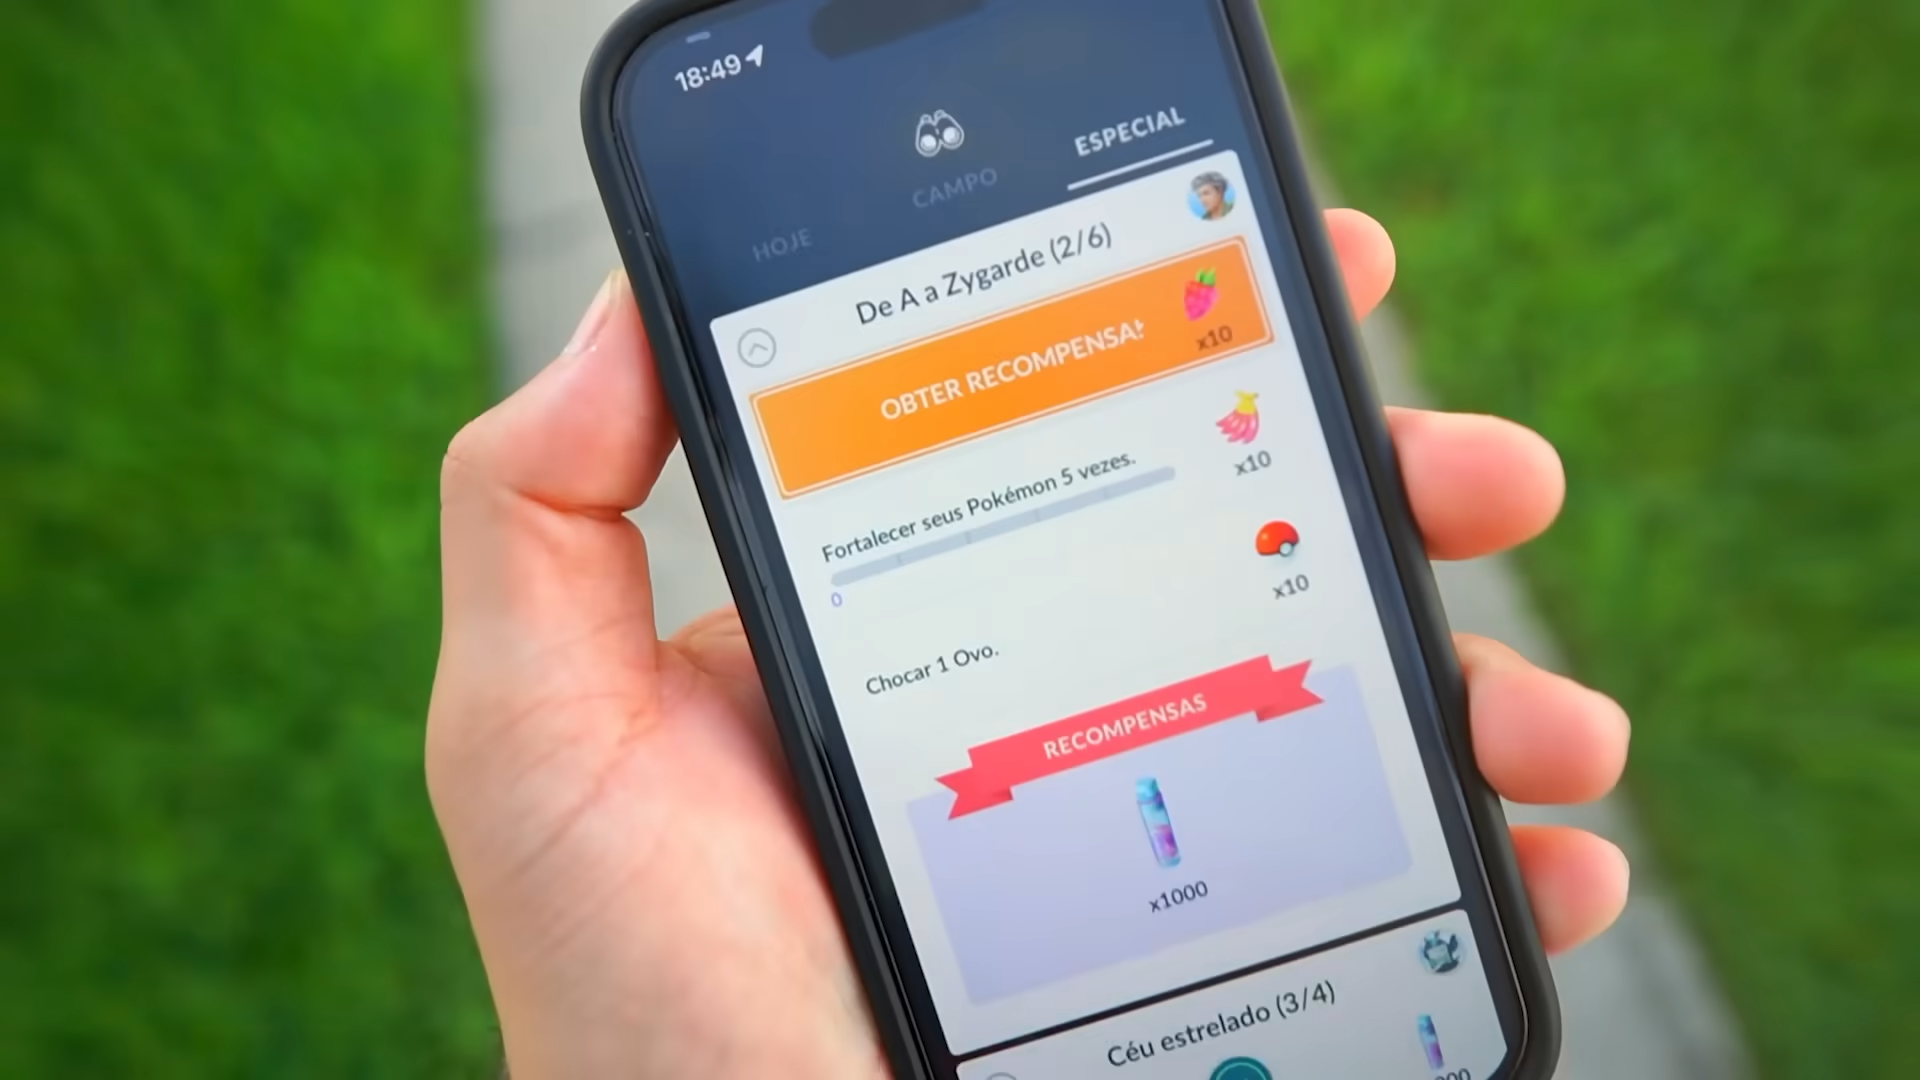 18:49
ESPECIAL
CAMPO
HOJE
De A a Zygarde (2/6)
OBTER RECOMPENSA!
x10
Fortalecer seus Pokémon 5 vezes.
x10
0
Chocar 1 Ovo.
x10
RECOMPENSAS
x1000
Céu estrelado (3/4)